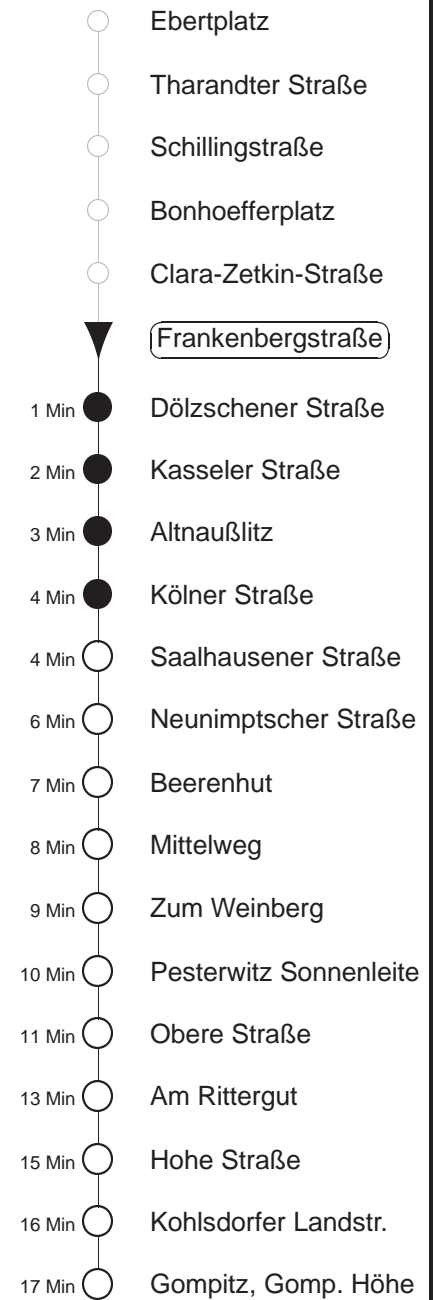 Ebertplatz
Tharandter Straße
Schillingstraße
Bonhoefferplatz
Clara-Zetkin-Straße
Frankenbergstraße
1 Min Dölzschener Straße
2 Min Kasseler Straße
3 Min Altnaußlitz
4 Min Kölner Straße
4 Min Saalhausener Straße
6 Min Neunimptscher Straße
7 Min Beerenhut
8 Min Mittelweg
9 Min Zum Weinberg
10 Min Pesterwitz Sonnenleite
11 Min Obere Straße
13 Min Am Rittergut
15 Min Hohe Straße
16 Min Kohlsdorfer Landstr.
17 Min Gompitz, Gomp. Höhe